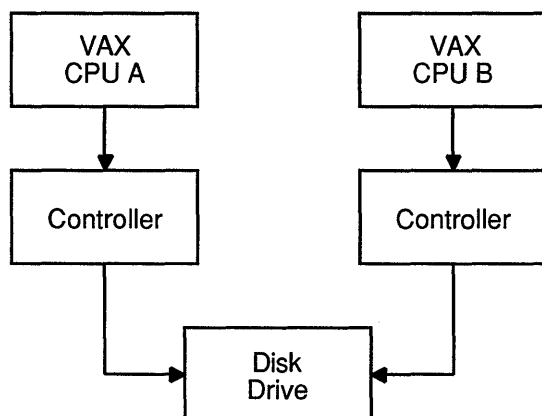 VAX
CPU A
VAX
CPU B
Controller
Controller
Disk
Drive